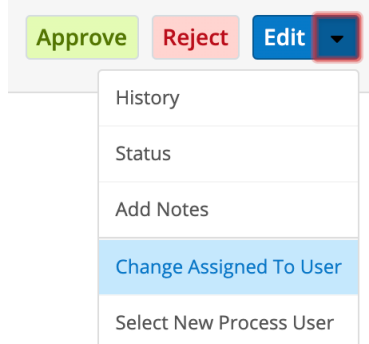 Approve Reject Edit
History
Status
Add Notes
Change Assigned To User
Select New Process User